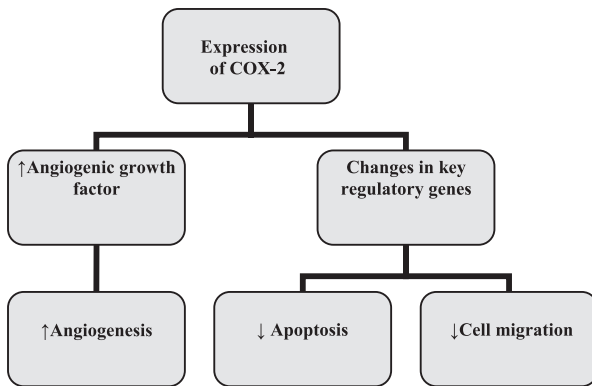 Expression
of COX-2
↑Angiogenic growth
factor
Changes in key
regulatory genes
↑Angiogenesis
↓ Apoptosis
↓Cell migration